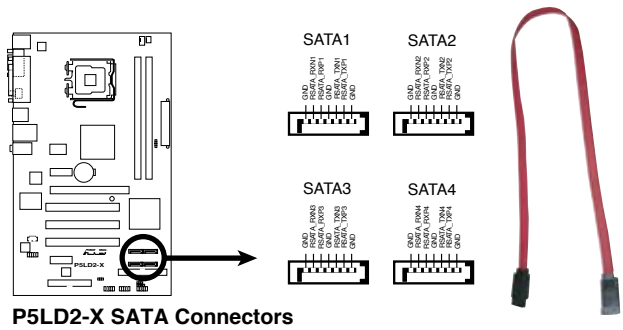 SATA1
GND
RSATA_RXN1
RSATA_RXP1
GND
RSATA_TXN1
RSATA_TXP1
GND
SATA2
GND
RSATA_RXN2
RSATA_RXP2
GND
RSATA_TXN2
RSATA_TXP2
GND
SATA3
GND
RSATA_RXN3
RSATA_RXP3
GND
RSATA_TXN3
RSATA_TXP3
GND
SATA4
GND
RSATA_RXN4
RSATA_RXP4
GND
RSATA_TXN4
RSATA_TXP4
GND
ASUS
P5LD2-X
P5LD2-X SATA Connectors